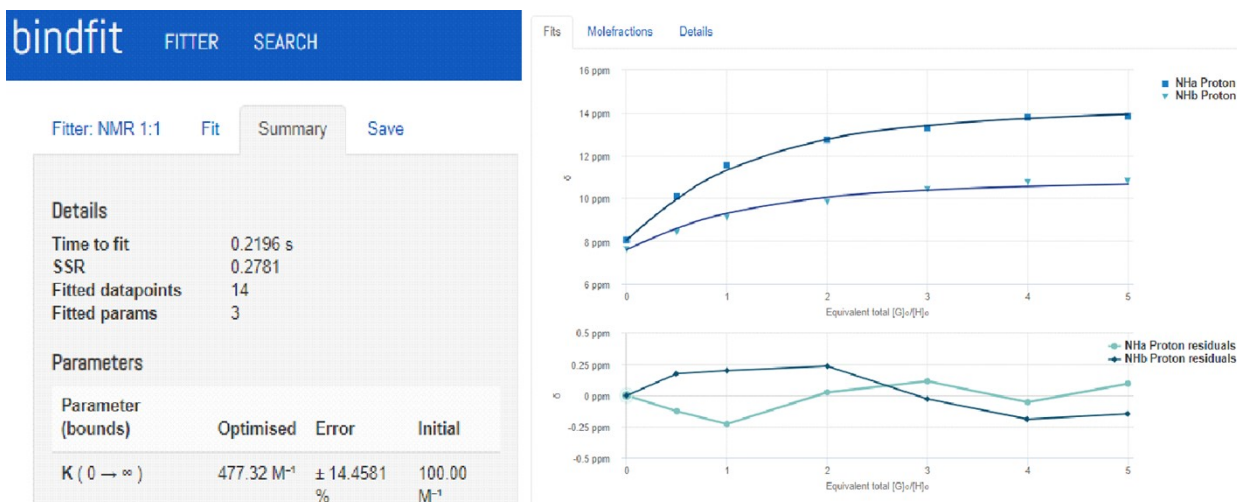 bindfit FITTER SEARCH
Fitter: NMR 1:1 Fit Summary Save
Details
Time to fit 0.2196 s
SSR 0.2781
Fitted datapoints 14
Fitted params 3
Parameters
Parameter (bounds) Optimised Error Initial
K ( 0 → ∞ ) 477.32 M⁻¹ ± 14.4581 % 100.00 M⁻¹
Fits Molefractions Details
16 ppm
14 ppm
12 ppm
10 ppm
8 ppm
6 ppm
δ
0 1 2 3 4 5
Equivalent total [G]₀/[H]₀
NHa Proton
NHb Proton
0.5 ppm
0.25 ppm
0 ppm
-0.25 ppm
-0.5 ppm
δ
0 1 2 3 4 5
Equivalent total [G]₀/[H]₀
NHa Proton residuals
NHb Proton residuals